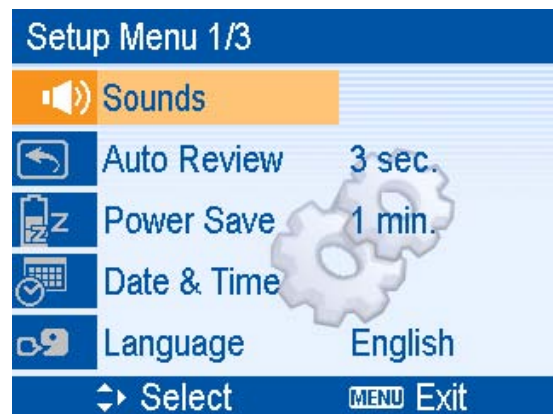 Setup Menu 1/3
Sounds
Auto Review 3 sec.
Power Save 1 min.
Date & Time
Language English
Select MENU Exit